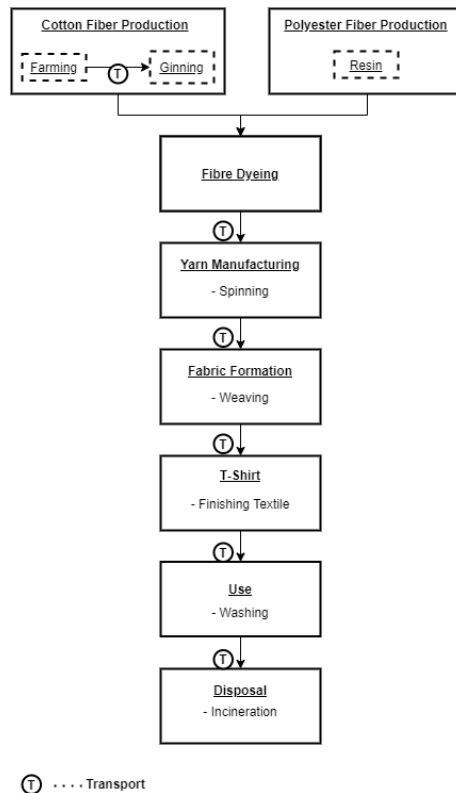 Cotton Fiber Production
Polyester Fiber Production
Farming
T
Ginning
Resin
Fibre Dyeing
T
Yarn Manufacturing
- Spinning
T
Fabric Formation
- Weaving
T
T-Shirt
- Finishing Textile
T
Use
- Washing
T
Disposal
- Incineration
T . . . . Transport